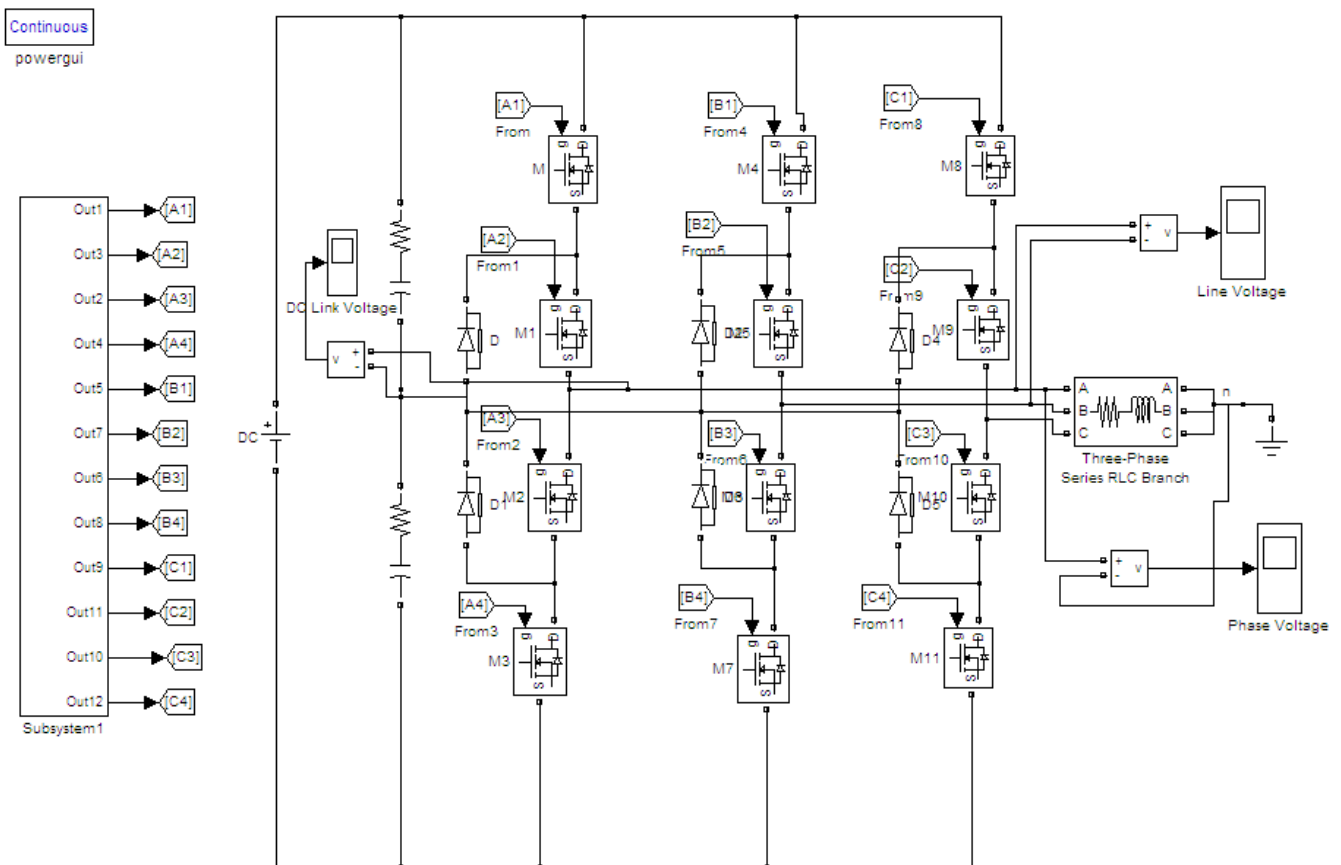 Continuous
powergui
Out1
[A1]
Out3
[A2]
Out2
[A3]
Out4
[A4]
Out5
[B1]
Out7
[B2]
Out6
[B3]
Out8
[B4]
Out9
[C1]
Out11
[C2]
Out10
[C3]
Out12
[C4]
Subsystem1
DC Link Voltage
+
-
v
DC
+
[A1]
From
g
D
S
M
[A2]
From1
g
D
S
M1
D
[A3]
From2
g
D
S
M2
D1
[A4]
From3
g
D
S
M3
[B1]
From4
g
D
S
M4
[B2]
From5
g
D
S
[B3]
From6
g
D
S
[B4]
From7
g
D
S
M7
[C1]
From8
g
D
S
M8
[C2]
From9
g
D
S
M9
D4
[C3]
From10
g
D
S
M10
D5
[C4]
From11
g
D
S
M11
+
-
v
Line Voltage
A
B
C
A
B
C
n
Three-Phase
Series RLC Branch
+
-
v
Phase Voltage